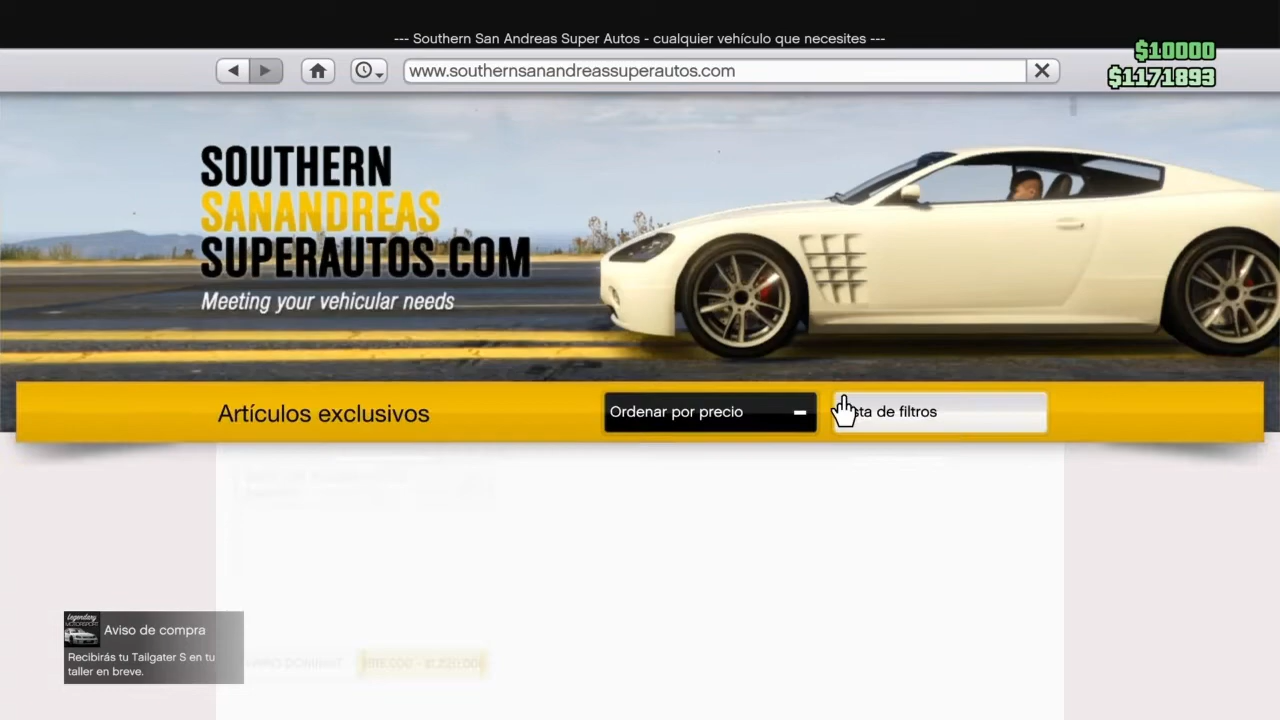 --- Southern San Andreas Super Autos - cualquier vehículo que necesites ---
$10000
www.southernsanandreassuperautos.com
$1171893
SOUTHERN
SANANDREAS
SUPERAUTOS.COM
Meeting your vehicular needs
Artículos exclusivos
Ordenar por precio
sta de filtros
Legendary
MOTORSPORT
Aviso de compra
Recibirás tu Tailgater S en tu
taller en breve.